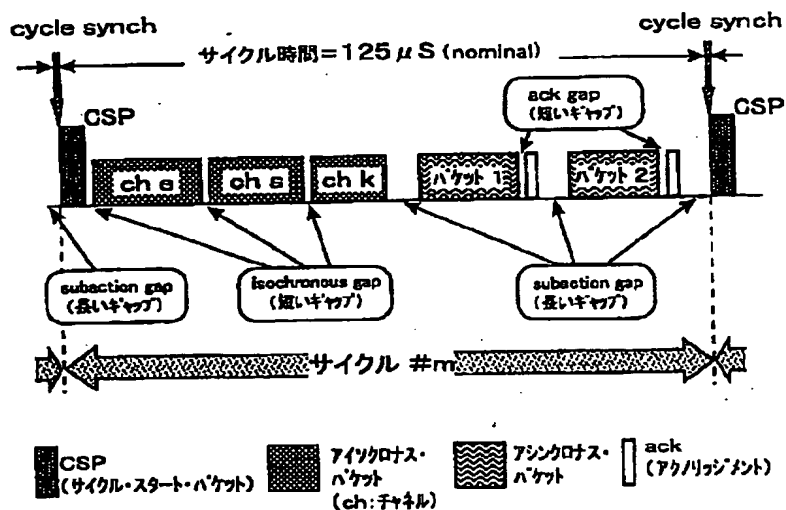 cycle synch
cycle synch
サイクル時間＝125μS (nominal)
CSP
CSP
ack gap
(短いギャップ)
ch e
ch s
ch k
パケット 1
パケット 2
subaction gap
(長いギャップ)
isochronous gap
(短いギャップ)
subaction gap
(長いギャップ)
サイクル #m
CSP
(サイクル・スタート・パケット)
アイソクロナス・
パケット
(ch:チャネル)
アシンクロナス・
パケット
ack
(アクノリッジメント)